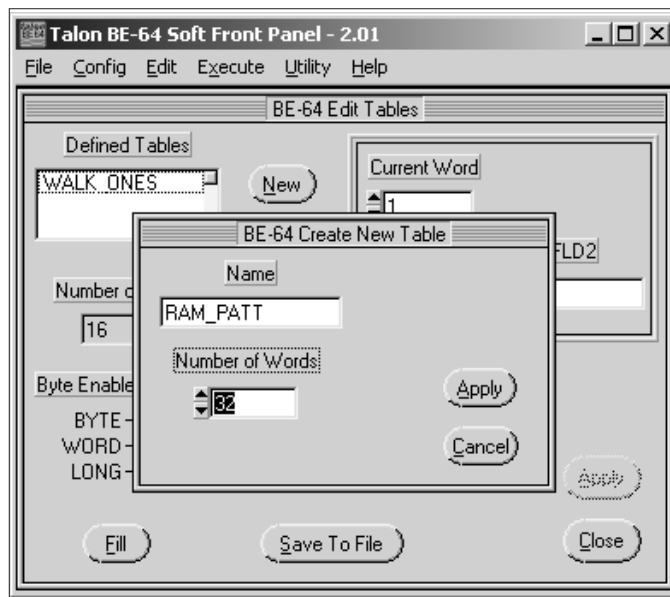 Talon BE-64 Soft Front Panel - 2.01
File Config Edit Execute Utility Help
BE-64 Edit Tables
Defined Tables
WALK_ONES
New
Current Word
1
BE-64 Create New Table
Name
RAM_PATT
Number of Words
32
Apply
Cancel
FLD2
Number
16
Byte Enable
BYTE
WORD
LONG
Apply
Fill
Save To File
Close